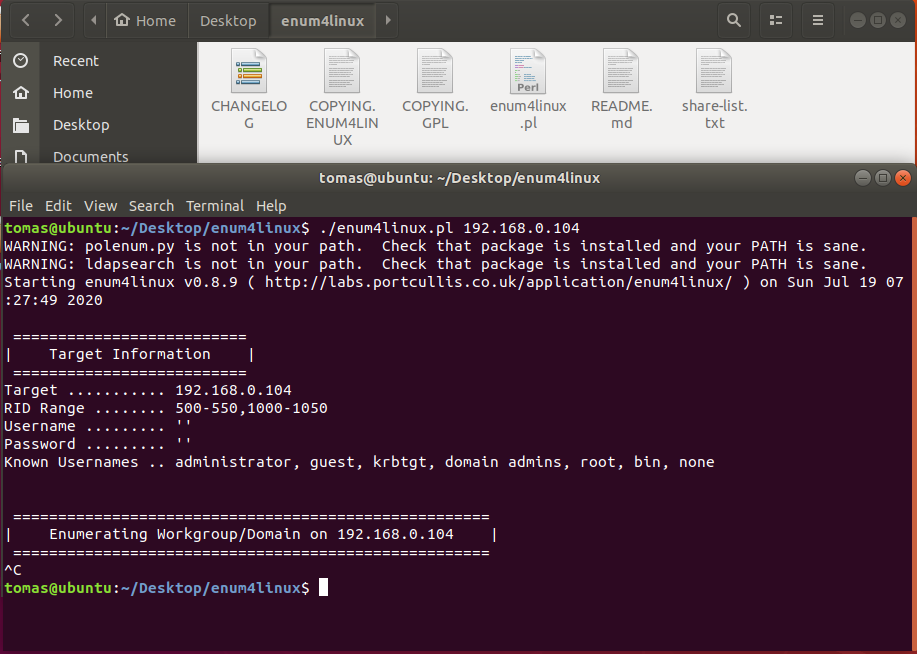 Home Desktop enum4linux
Recent
Home
Desktop
Documents
CHANGELO
G
COPYING.
ENUM4LIN
UX
COPYING.
GPL
Perl
enum4linux
.pl
README.
md
share-list.
txt
tomas@ubuntu: ~/Desktop/enum4linux
File Edit View Search Terminal Help
tomas@ubuntu:~/Desktop/enum4linux$ ./enum4linux.pl 192.168.0.104
WARNING: polenum.py is not in your path.  Check that package is installed and your PATH is sane.
WARNING: ldapsearch is not in your path.  Check that package is installed and your PATH is sane.
Starting enum4linux v0.8.9 ( http://labs.portcullis.co.uk/application/enum4linux/ ) on Sun Jul 19 07
:27:49 2020
 ==========================
|    Target Information    |
 ==========================
Target ........... 192.168.0.104
RID Range ........ 500-550,1000-1050
Username ......... ''
Password ......... ''
Known Usernames .. administrator, guest, krbtgt, domain admins, root, bin, none
 =====================================================
|    Enumerating Workgroup/Domain on 192.168.0.104    |
 =====================================================
^C
tomas@ubuntu:~/Desktop/enum4linux$